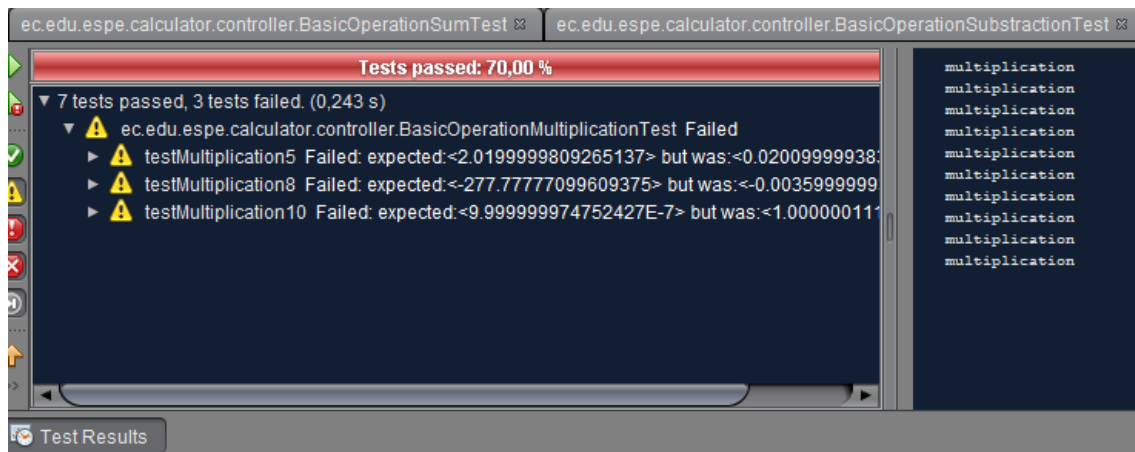 ec.edu.espe.calculator.controller.BasicOperationSumTest
ec.edu.espe.calculator.controller.BasicOperationSubstractionTest
Tests passed: 70,00 %
7 tests passed, 3 tests failed. (0,243 s)
ec.edu.espe.calculator.controller.BasicOperationMultiplicationTest Failed
testMultiplication5 Failed: expected:<2.0199999809265137> but was:<0.02009999938
testMultiplication8 Failed: expected:<-277.77777099609375> but was:<-0.0035999999
testMultiplication10 Failed: expected:<9.999999974752427E-7> but was:<1.000000111
multiplication
multiplication
multiplication
multiplication
multiplication
multiplication
multiplication
multiplication
multiplication
multiplication
Test Results